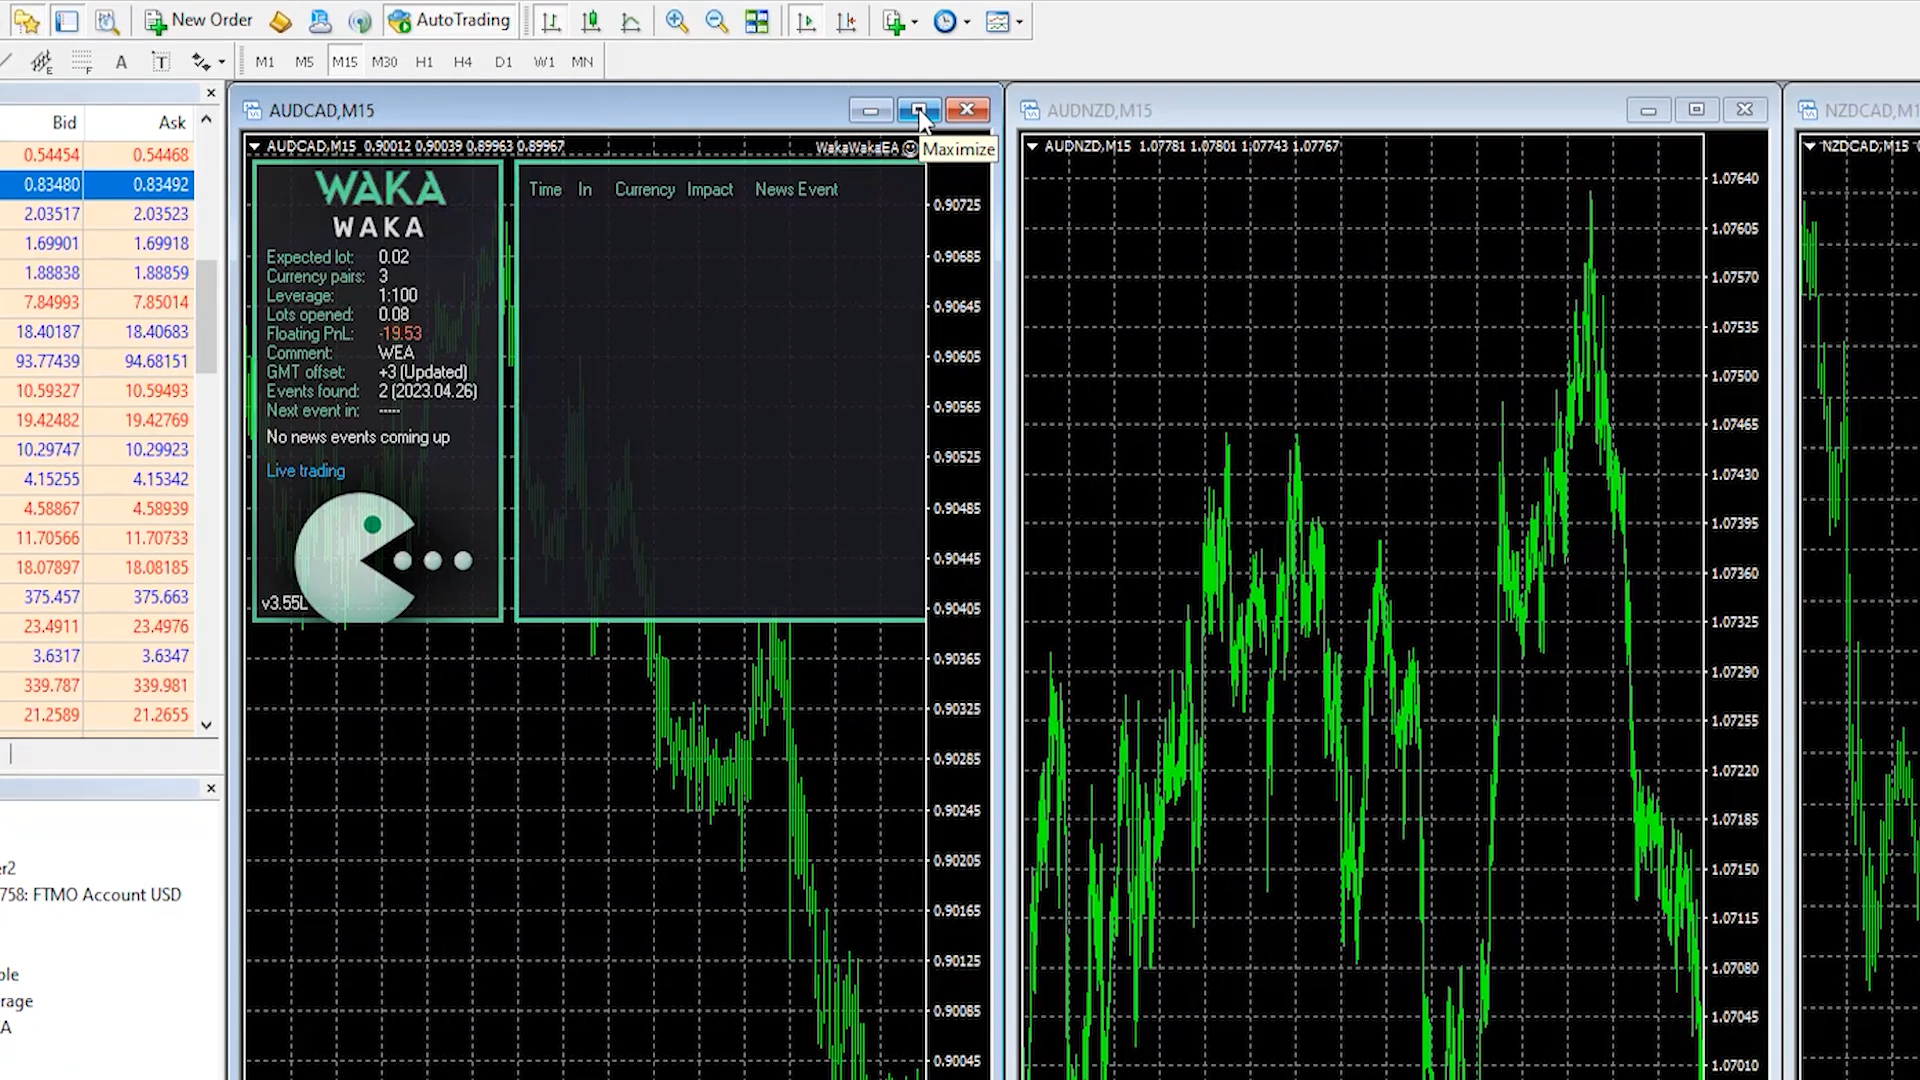 New Order
AutoTrading
E
F
A
T
M1 M5 M15 M30 H1 H4 D1 W1 MN
Bid Ask
0.54454 0.54468
0.83480 0.83492
2.03517 2.03523
1.69901 1.69918
1.88838 1.88859
7.84993 7.85014
18.40187 18.40683
93.77439 94.68151
10.59327 10.59493
19.42482 19.42769
10.29747 10.29923
4.15255 4.15342
4.58867 4.58939
11.70566 11.70733
18.07897 18.08185
375.457 375.663
23.4911 23.4976
3.6317 3.6347
339.787 339.981
21.2589 21.2655
er2
758: FTMO Account USD
ple
rage
A
AUDCAD,M15
AUDCAD,M15 0.90012 0.90039 0.89963 0.89967
WakaWakaEA
Maximize
WAKA
WAKA
Expected lot: 0.02
Currency pairs: 3
Leverage: 1:100
Lots opened: 0.08
Floating PnL: -19.53
Comment: WEA
GMT offset: +3 (Updated)
Events found: 2 (2023.04.26)
Next event in: -----
No news events coming up
Live trading
v3.55L
Time In Currency Impact News Event
0.90725
0.90685
0.90645
0.90605
0.90565
0.90525
0.90485
0.90445
0.90405
0.90365
0.90325
0.90285
0.90245
0.90205
0.90165
0.90125
0.90085
0.90045
AUDNZD,M15
AUDNZD,M15 1.07781 1.07801 1.07743 1.07767
1.07640
1.07605
1.07570
1.07535
1.07500
1.07465
1.07430
1.07395
1.07360
1.07325
1.07290
1.07255
1.07220
1.07185
1.07150
1.07115
1.07080
1.07045
1.07010
NZDCAD,M1
NZDCAD,M15